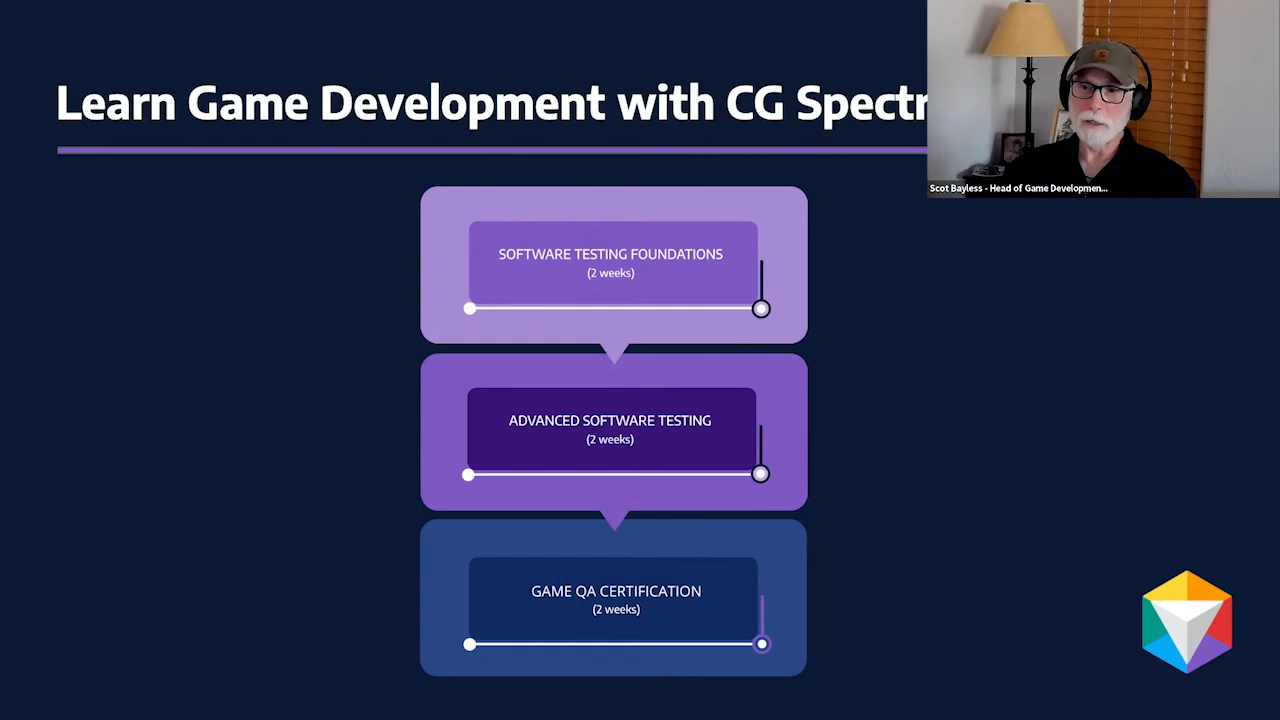 Learn Game Development with CG Spectr
Scot Bayless - Head of Game Developmen...
SOFTWARE TESTING FOUNDATIONS
(2 weeks)
ADVANCED SOFTWARE TESTING
(2 weeks)
GAME QA CERTIFICATION
(2 weeks)